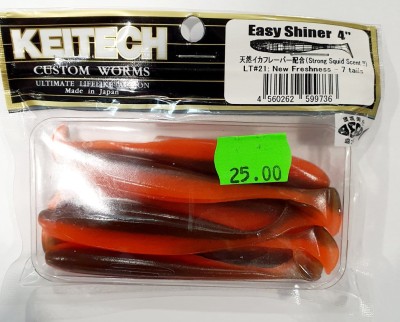 KEITECH
CUSTOM WORMS
ULTIMATE LIFELIKE MOTION
Made in Japan
Easy Shiner 4"
天然イカフレーバー配合(Strong Squid Scent !!)
LT#21: New Freshness - 7 tails
4 560262 599736
25.00